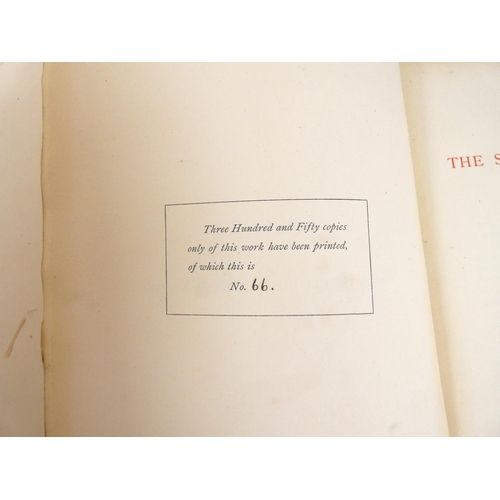 Three Hundred and Fifty copies
only of this work have been printed,
of which this is
No. 66.
THE S